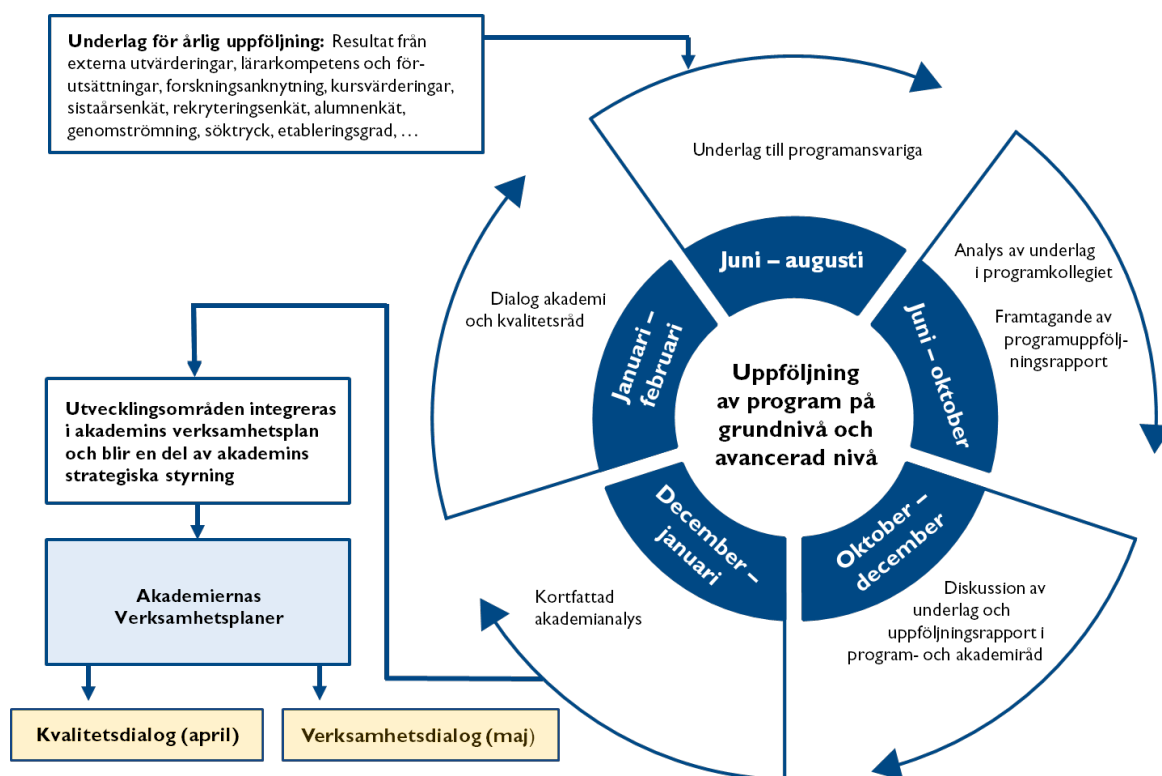 Underlag för årlig uppföljning: Resultat från
externa utvärderingar, lärarkompetens och för-
utsättningar, forskningsanknytning, kursvärderingar,
sistaårsenkät, rekryteringsenkät, alumnenkät,
genomströmning, söktryck, etableringsgrad, …
Underlag till programansvariga
Juni – augusti
Analys av underlag
i programkollegiet
Framtagande av
programuppfölj-
ningsrapport
Juni – oktober
Dialog akademi
och kvalitetsråd
Januari –
februari
Uppföljning
av program på
grundnivå och
avancerad nivå
Utvecklingsområden integreras
i akademins verksamhetsplan
och blir en del av akademins
strategiska styrning
December –
januari
Oktober –
december
Kortfattad
akademianalys
Diskussion av
underlag och
uppföljningsrapport i
program- och akademiråd
Akademiernas
Verksamhetsplaner
Kvalitetsdialog (april)
Verksamhetsdialog (maj)